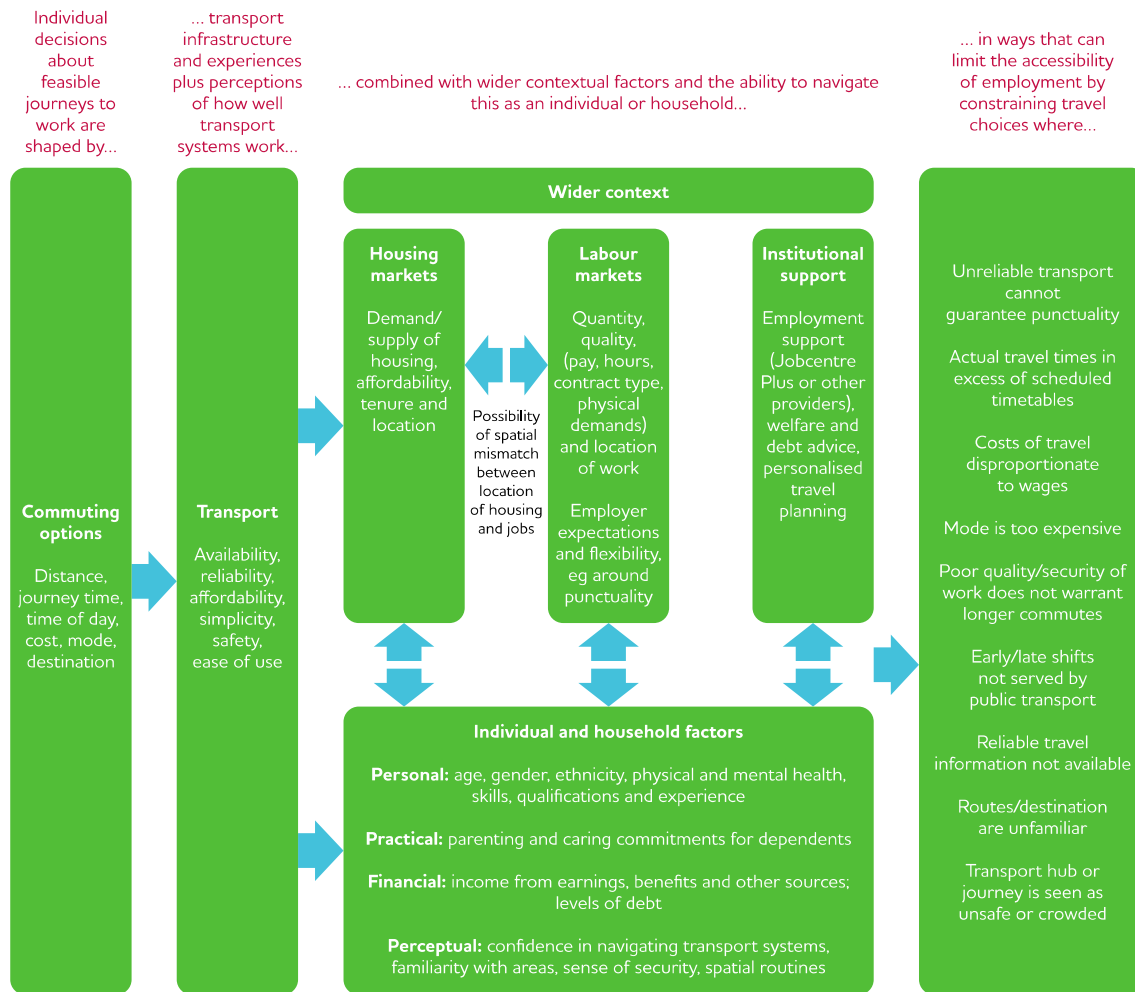 Individual
decisions
about
feasible
journeys to
work are
shaped by...
... transport
infrastructure
and experiences
plus perceptions
of how well
transport
systems work...
... combined with wider contextual factors and the ability to navigate
this as an individual or household...
... in ways that can
limit the accessibility
of employment by
constraining travel
choices where...
Commuting
options
Distance,
journey time,
time of day,
cost, mode,
destination
Transport
Availability,
reliability,
affordability,
simplicity,
safety,
ease of use
Wider context
Housing
markets
Demand/
supply of
housing,
affordability,
tenure and
location
Possibility
of spatial
mismatch
between
location
of housing
and jobs
Labour
markets
Quantity,
quality,
(pay, hours,
contract type,
physical
demands)
and location
of work
Employer
expectations
and flexibility,
eg around
punctuality
Institutional
support
Employment
support
(Jobcentre
Plus or other
providers),
welfare and
debt advice,
personalised
travel
planning
Individual and household factors
Personal: age, gender, ethnicity, physical and mental health,
skills, qualifications and experience
Practical: parenting and caring commitments for dependents
Financial: income from earnings, benefits and other sources;
levels of debt
Perceptual: confidence in navigating transport systems,
familiarity with areas, sense of security, spatial routines
Unreliable transport
cannot
guarantee punctuality
Actual travel times in
excess of scheduled
timetables
Costs of travel
disproportionate
to wages
Mode is too expensive
Poor quality/security of
work does not warrant
longer commutes
Early/late shifts
not served by
public transport
Reliable travel
information not available
Routes/destination
are unfamiliar
Transport hub or
journey is seen as
unsafe or crowded